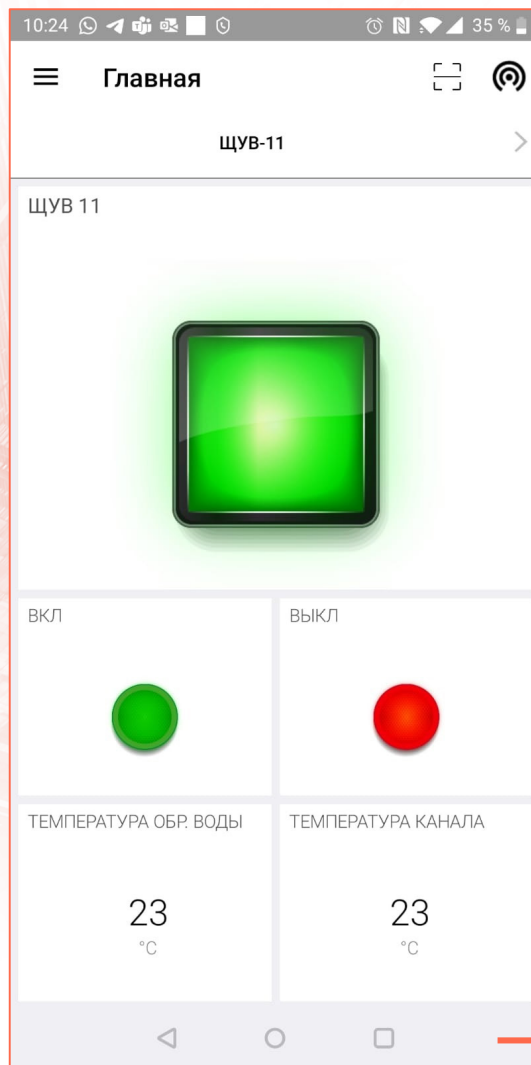 10:24 35 %
Главная
ЩУВ-11
ЩУВ 11
ВКЛ ВЫКЛ
ТЕМПЕРАТУРА ОБР. ВОДЫ ТЕМПЕРАТУРА КАНАЛА
23 23
°C °C